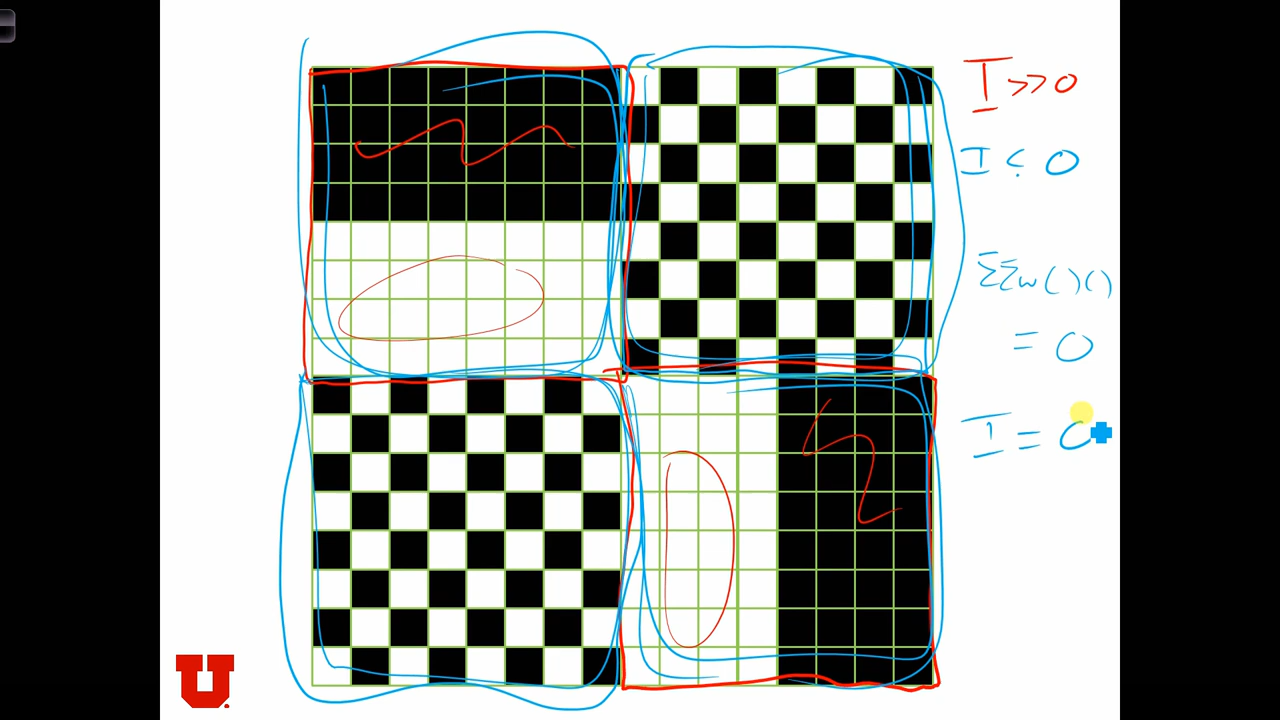 I >> 0
I < 0
ΣΣw()()
= 0
I = 0
U